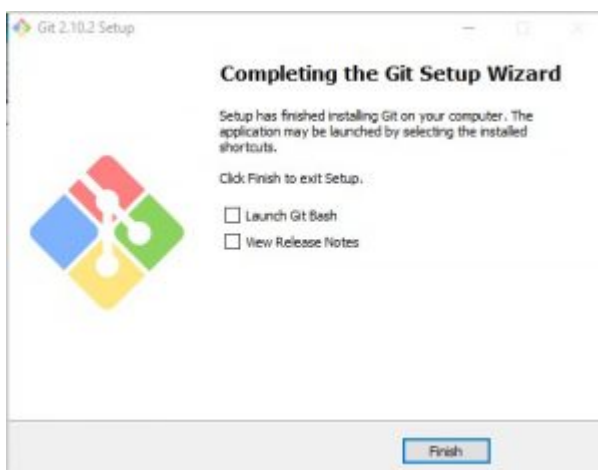 Git 2.10.2 Setup
Completing the Git Setup Wizard
Setup has finished installing Git on your computer. The
application may be launched by selecting the installed
shortcuts.
Click Finish to exit Setup.
Launch Git Bash
View Release Notes
Finish